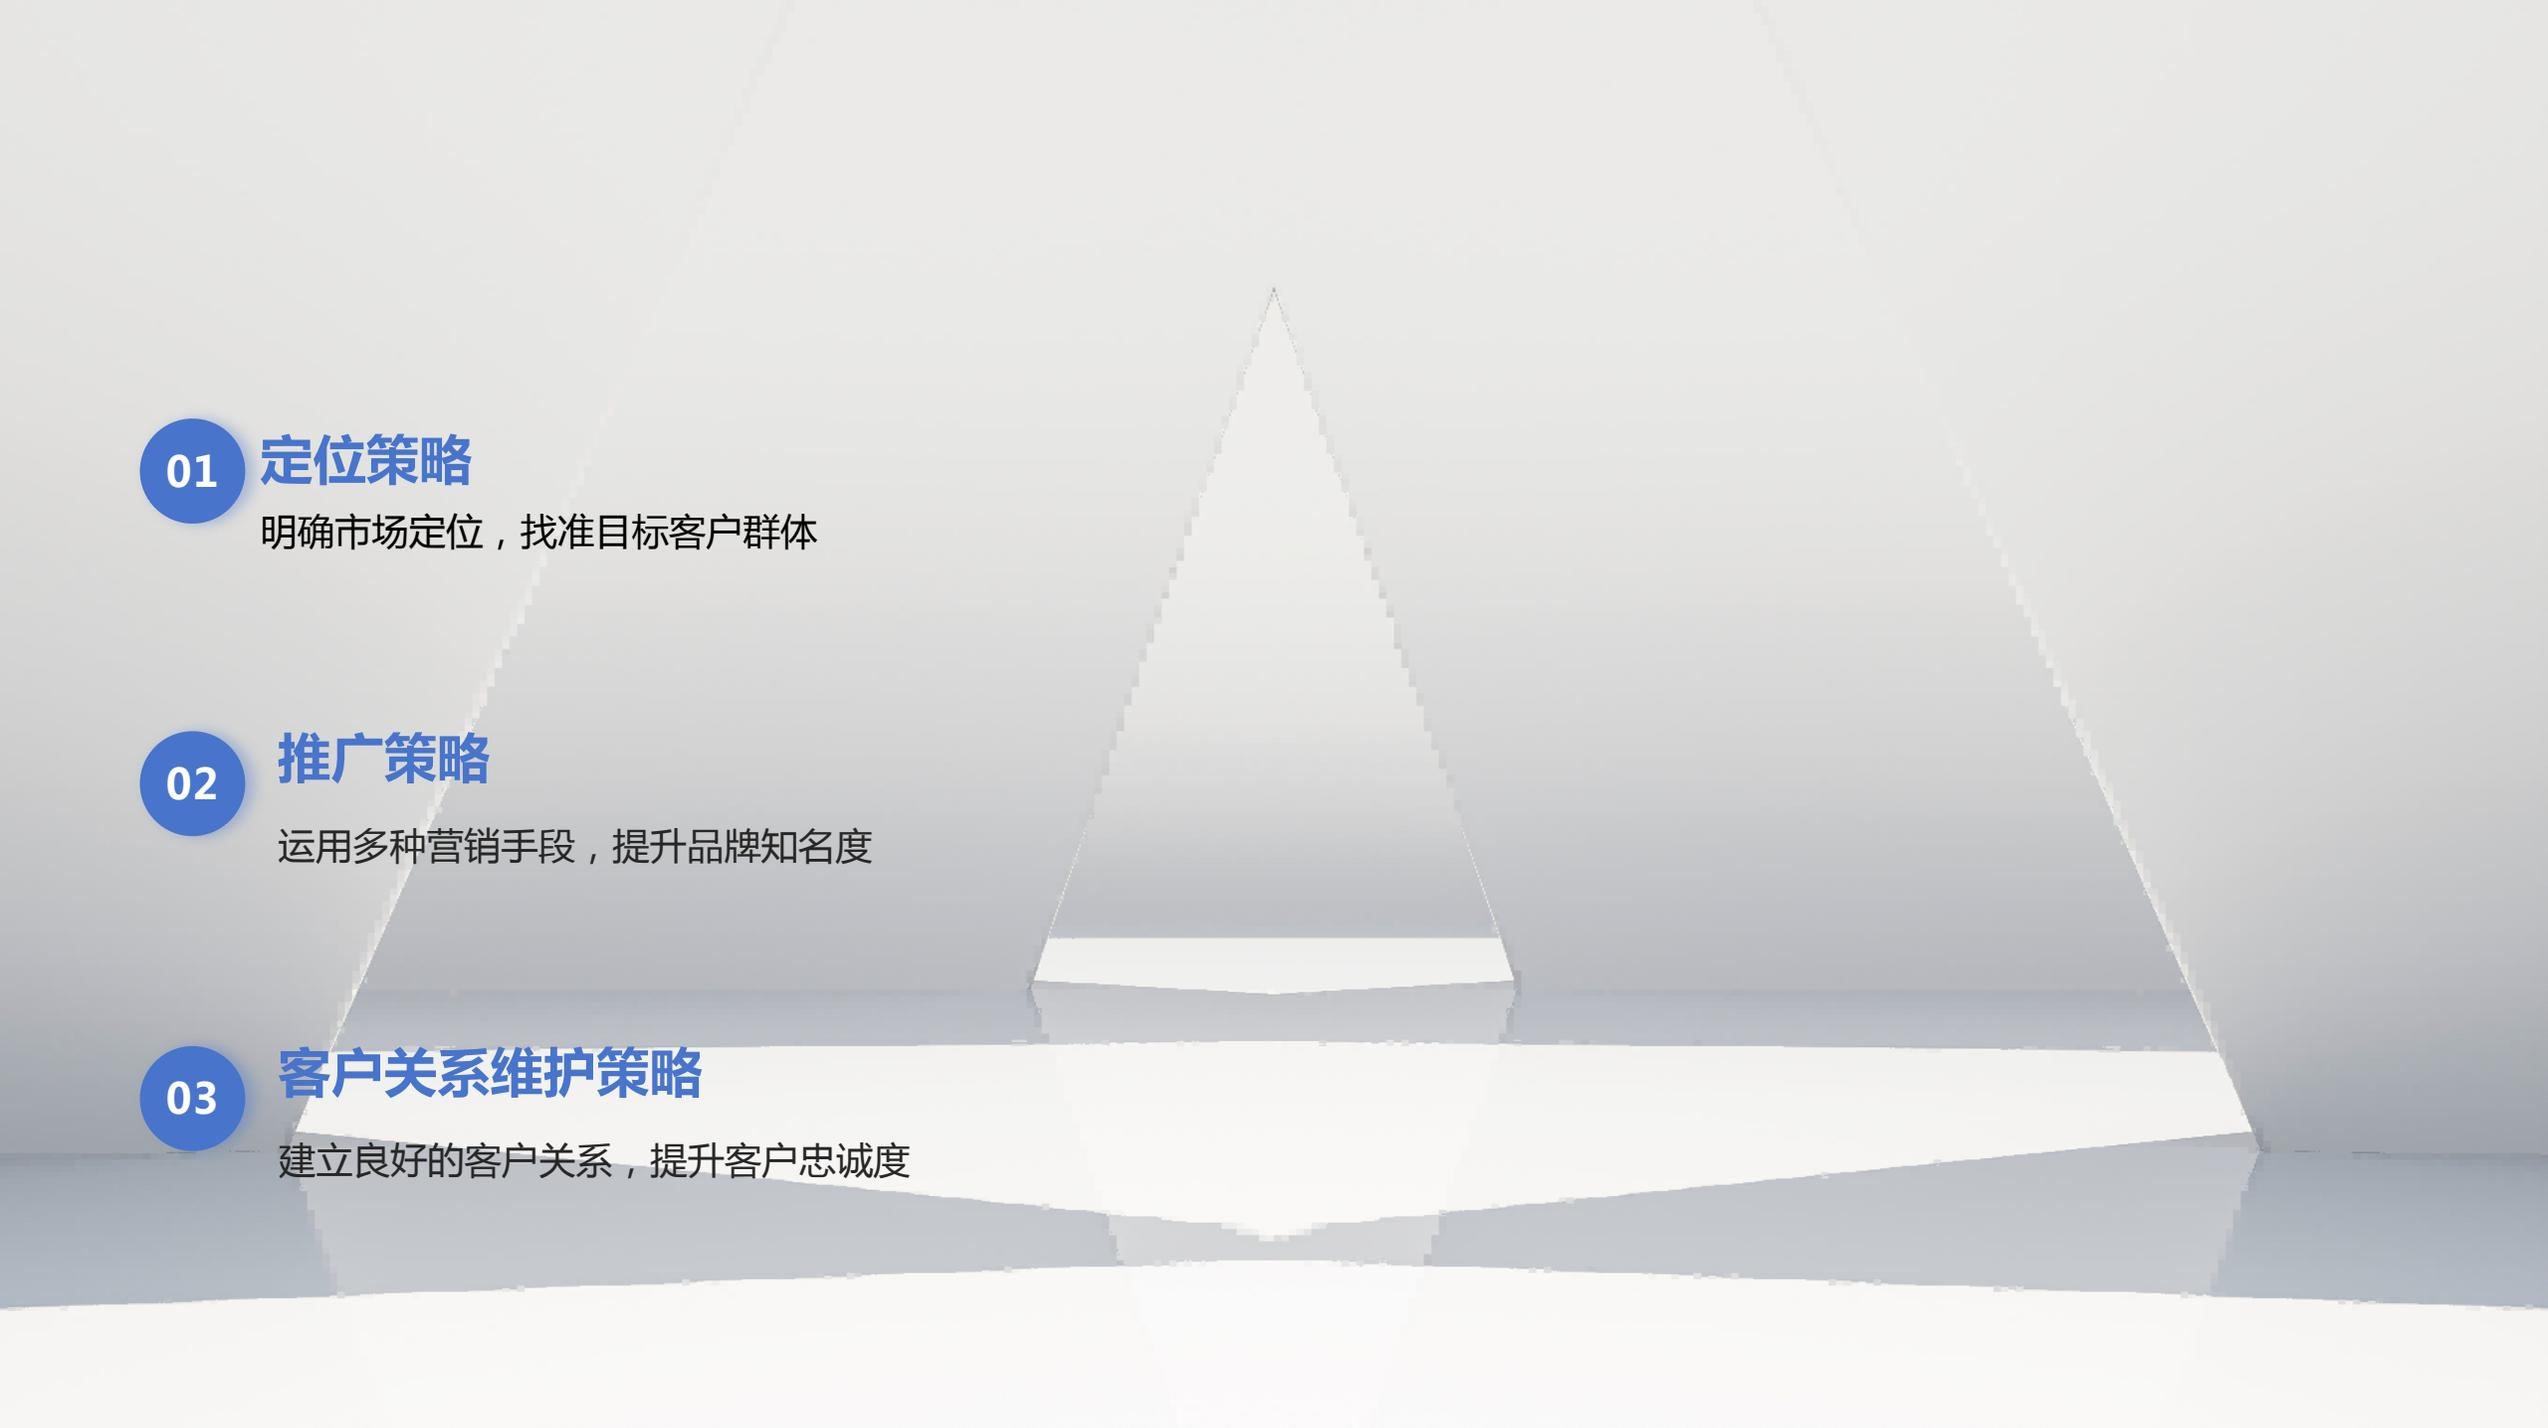 01
定位策略
明确市场定位，找准目标客户群体
02
推广策略
运用多种营销手段，提升品牌知名度
03
客户关系维护策略
建立良好的客户关系，提升客户忠诚度